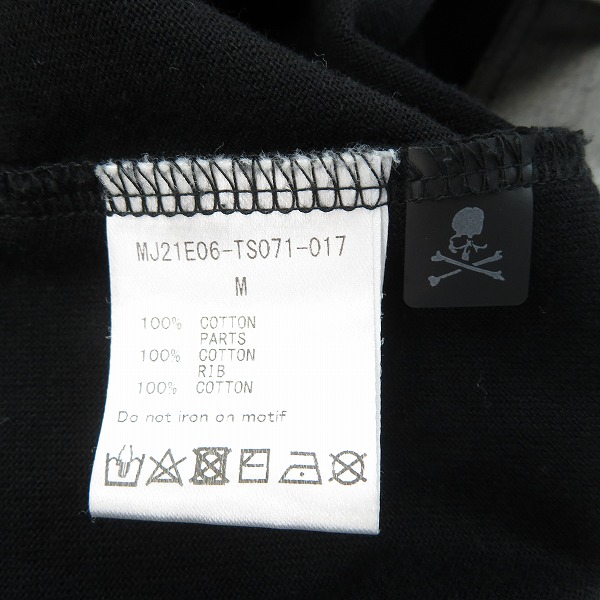 MJ21E06-TS071-017
M
100% COTTON
PARTS
100% COTTON
RIB
100% COTTON
Do not iron on motif